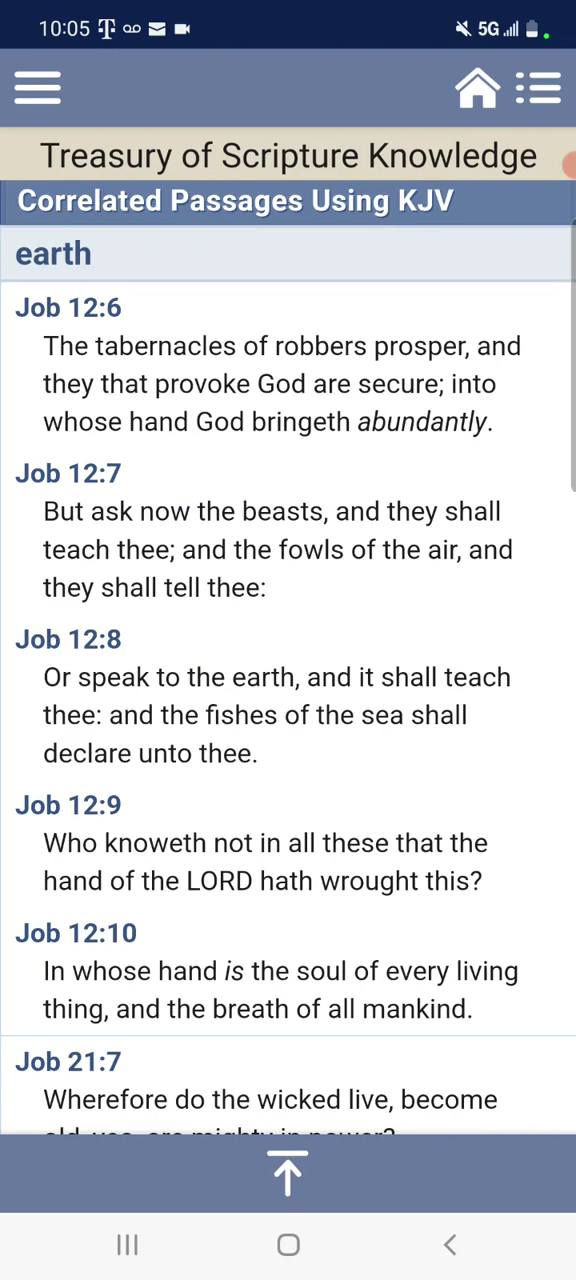 10:05
5G
Treasury of Scripture Knowledge
Correlated Passages Using KJV
earth
Job 12:6
The tabernacles of robbers prosper, and
they that provoke God are secure; into
whose hand God bringeth abundantly.
Job 12:7
But ask now the beasts, and they shall
teach thee; and the fowls of the air, and
they shall tell thee:
Job 12:8
Or speak to the earth, and it shall teach
thee: and the fishes of the sea shall
declare unto thee.
Job 12:9
Who knoweth not in all these that the
hand of the LORD hath wrought this?
Job 12:10
In whose hand is the soul of every living
thing, and the breath of all mankind.
Job 21:7
Wherefore do the wicked live, become
old, yea, are mighty in power?